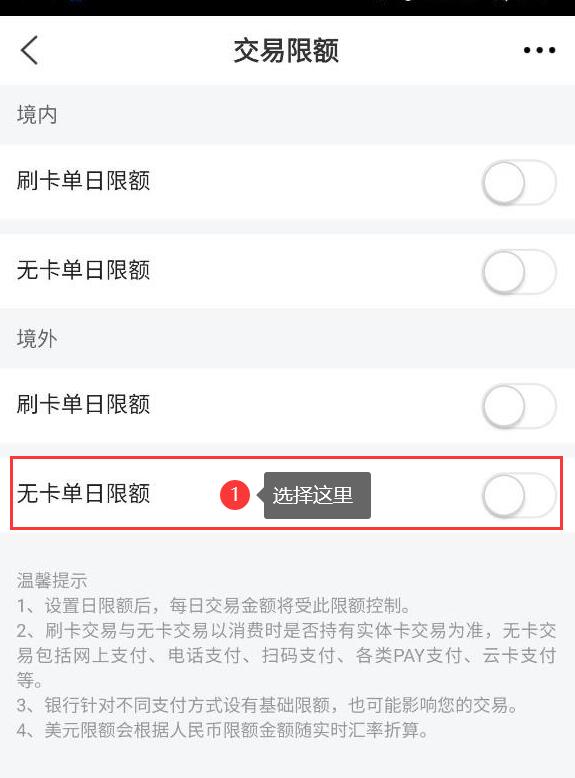 交易限额
境内
刷卡单日限额
无卡单日限额
境外
刷卡单日限额
无卡单日限额 1 选择这里
温馨提示
1、设置日限额后，每日交易金额将受此限额控制。
2、刷卡交易与无卡交易以消费时是否持有实体卡交易为准，无卡交
易包括网上支付、电话支付、扫码支付、各类PAY支付、云卡支付
等。
3、银行针对不同支付方式设有基础限额，也可能影响您的交易。
4、美元限额会根据人民币限额金额随实时汇率折算。